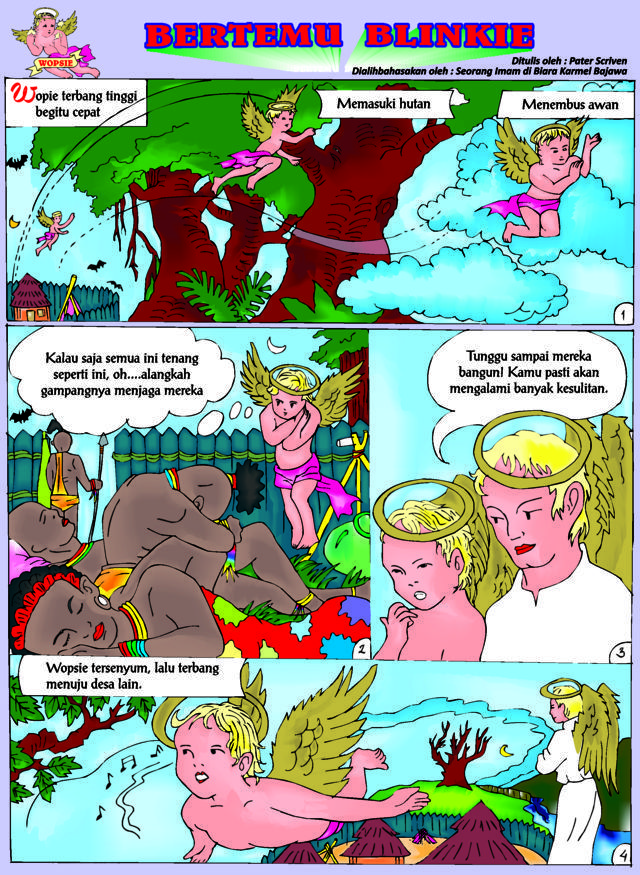 WOPSIE
BERTEMU BLINKIE
Ditulis oleh : Pater Scriven
Dialihbahasakan oleh : Seorang Imam di Biara Karmel Bajawa
Wopie terbang tinggi
begitu cepat
Memasuki hutan
Menembus awan
1
Kalau saja semua ini tenang
seperti ini, oh....alangkah
gampangnya menjaga mereka
2
Tunggu sampai mereka
bangun! Kamu pasti akan
mengalami banyak kesulitan.
3
Wopsie tersenyum, lalu terbang
menuju desa lain.
4